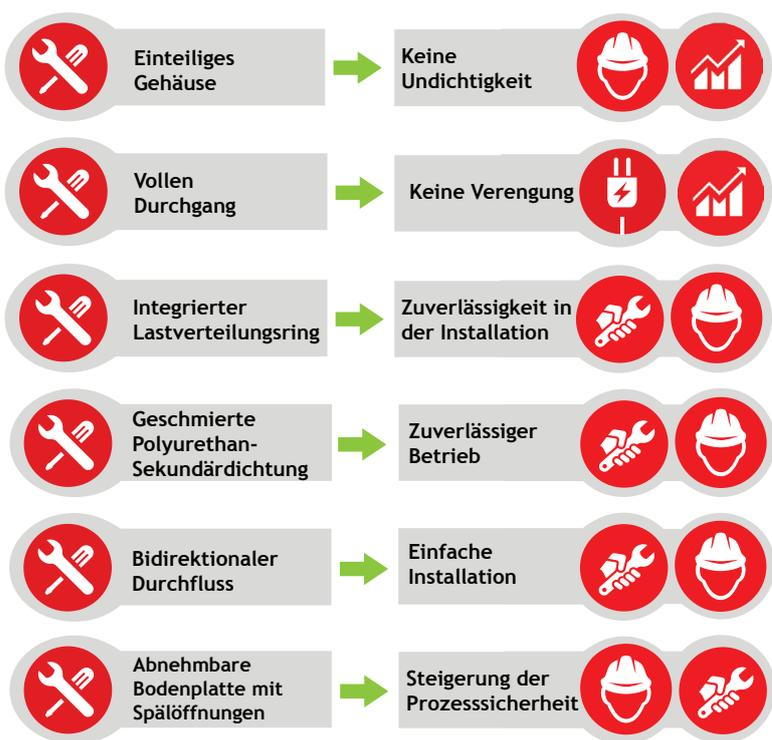 Einteiliges
Gehäuse
Keine
Undichtigkeit
Vollen
Durchgang
Keine Verengung
Integrierter
Lastverteilungsring
Zuverlässigkeit in
der Installation
Geschmierte
Polyurethan-
Sekundärdichtung
Zuverlässiger
Betrieb
Bidirektionaler
Durchfluss
Einfache
Installation
Abnehmbare
Bodenplatte mit
Spälöffnungen
Steigerung der
Prozesssicherheit